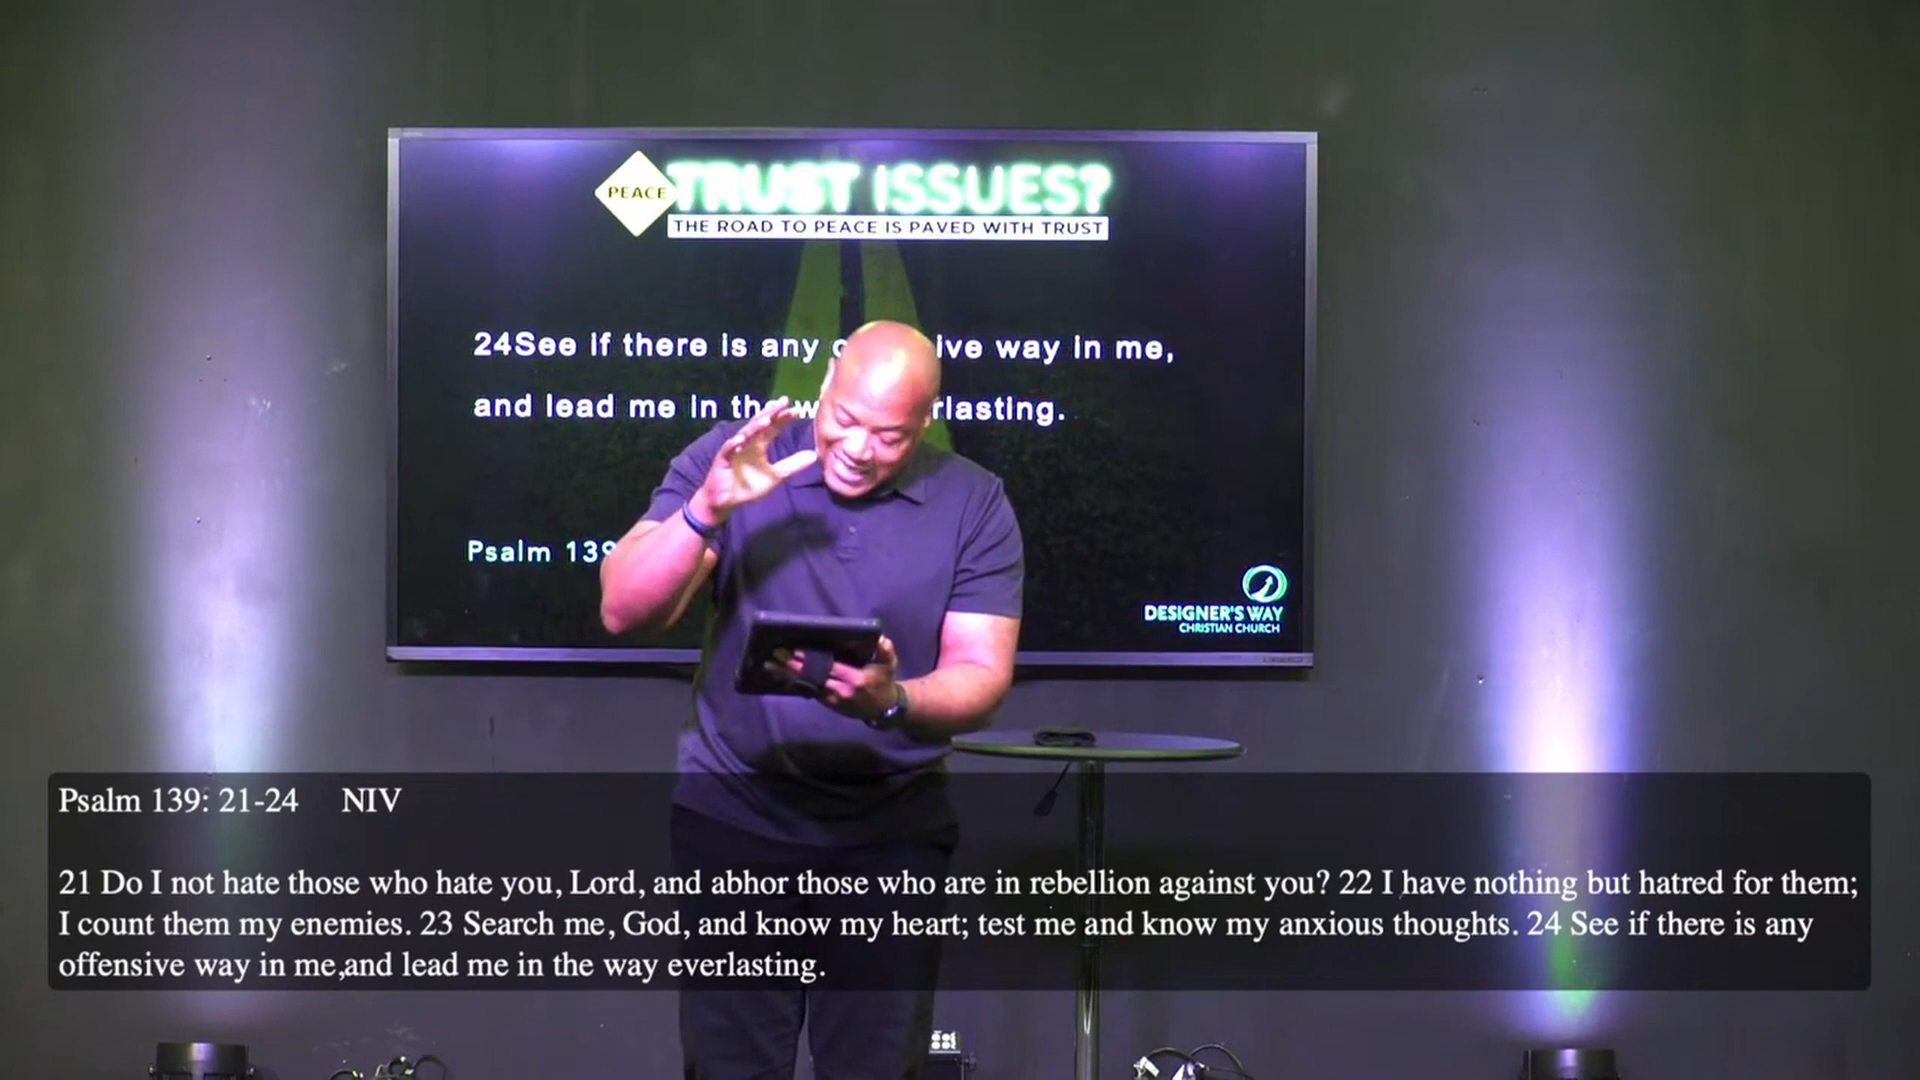 PEACE
TRUST ISSUES?
THE ROAD TO PEACE IS PAVED WITH TRUST
24See if there is any ive way in me,
and lead me in the rlasting.
Psalm 139
DESIGNER'S WAY
CHRISTIAN CHURCH
Psalm 139: 21-24 NIV
21 Do I not hate those who hate you, Lord, and abhor those who are in rebellion against you? 22 I have nothing but hatred for them;
I count them my enemies. 23 Search me, God, and know my heart; test me and know my anxious thoughts. 24 See if there is any
offensive way in me,and lead me in the way everlasting.